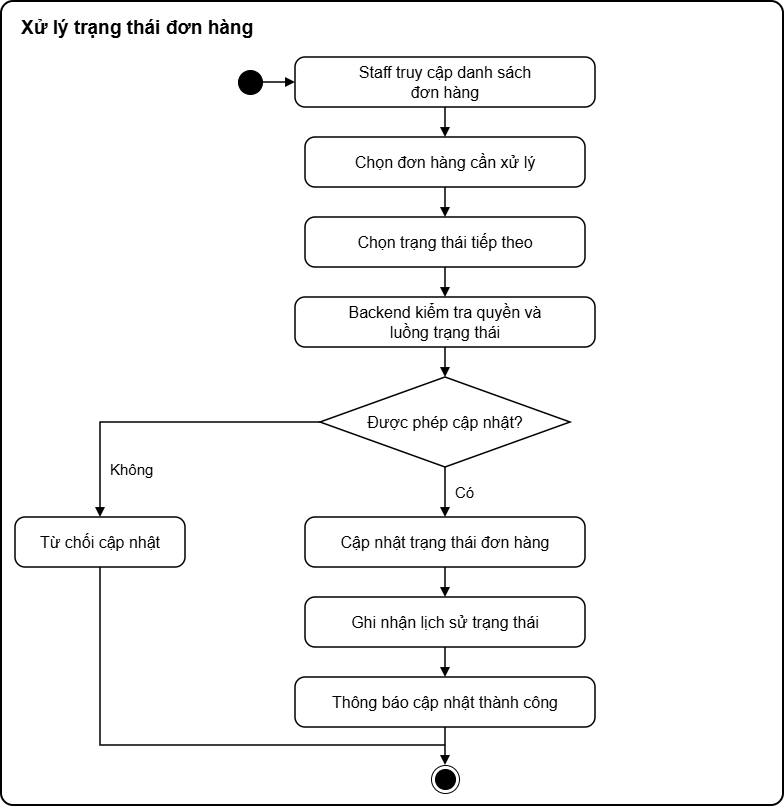 Xử lý trạng thái đơn hàng
Staff truy cập danh sách
đơn hàng
Chọn đơn hàng cần xử lý
Chọn trạng thái tiếp theo
Backend kiểm tra quyền và
luồng trạng thái
Được phép cập nhật?
Không
Có
Từ chối cập nhật
Cập nhật trạng thái đơn hàng
Ghi nhận lịch sử trạng thái
Thông báo cập nhật thành công